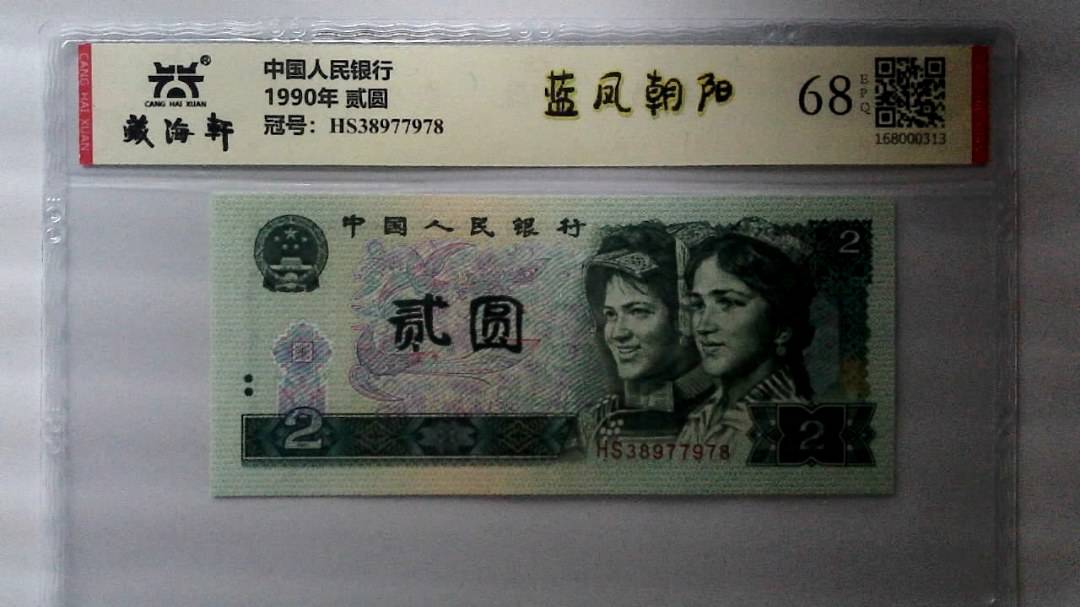 CANG HAI XUAN
®
CANG HAI XUAN
藏海軒
中国人民银行
1990年 贰圆
冠号：HS38977978
蓝凤朝阳
68
EPQ
168000313
中国人民银行
2
贰圆
2
HS38977978
2